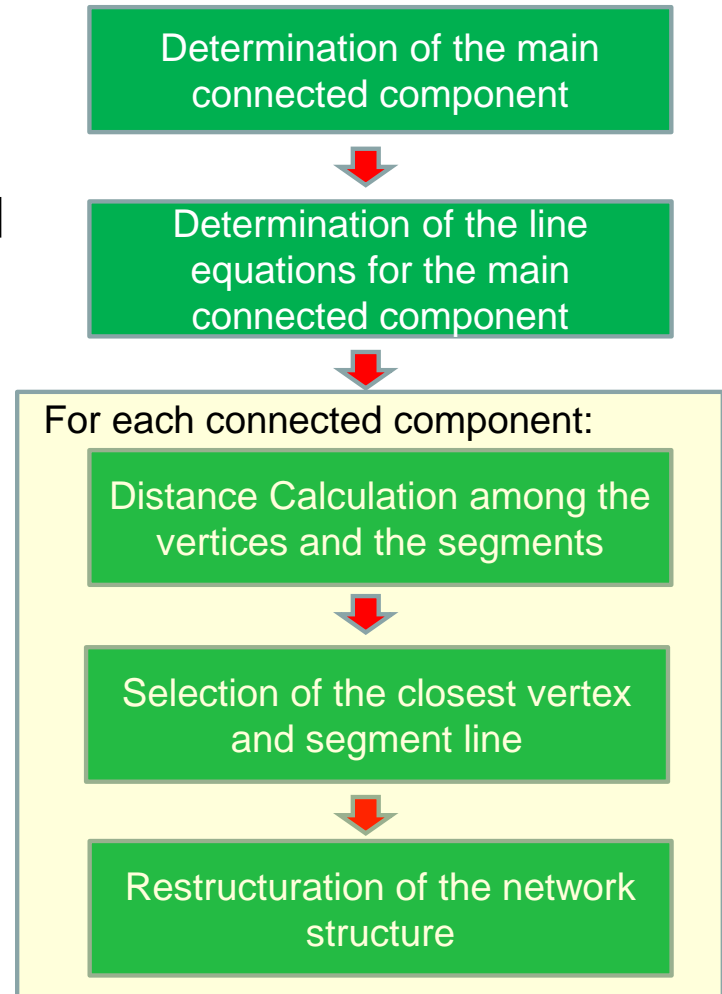 Determination of the main
connected component
Determination of the line
equations for the main
connected component
For each connected component:
Distance Calculation among the
vertices and the segments
Selection of the closest vertex
and segment line
Restructuration of the network
structure